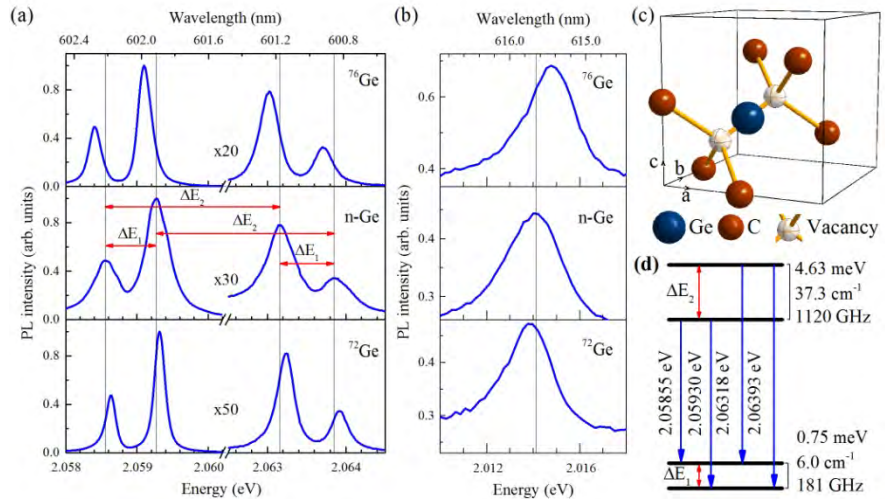 (a)
Wavelength (nm)
602.4 601.9 601.6 601.2 600.8
⁷⁶Ge
x20
n-Ge
ΔE₂
ΔE₂
ΔE₁
ΔE₁
x30
⁷²Ge
x50
PL intensity (arb. units)
0.8
0.4
0.0
0.8
0.4
0.0
0.8
0.4
0.0
2.058 2.059 2.060 2.063 2.064
Energy (eV)
(b)
Wavelength (nm)
616.0 615.0
⁷⁶Ge
n-Ge
⁷²Ge
PL intensity (arb. units)
0.6
0.4
0.4
0.3
0.4
0.3
2.012 2.016
Energy (eV)
(c)
c
b
a
Ge C Vacancy
(d)
4.63 meV
ΔE₂ 37.3 cm⁻¹
1120 GHz
2.05855 eV
2.05930 eV
2.06318 eV
2.06393 eV
0.75 meV
ΔE₁ 6.0 cm⁻¹
181 GHz